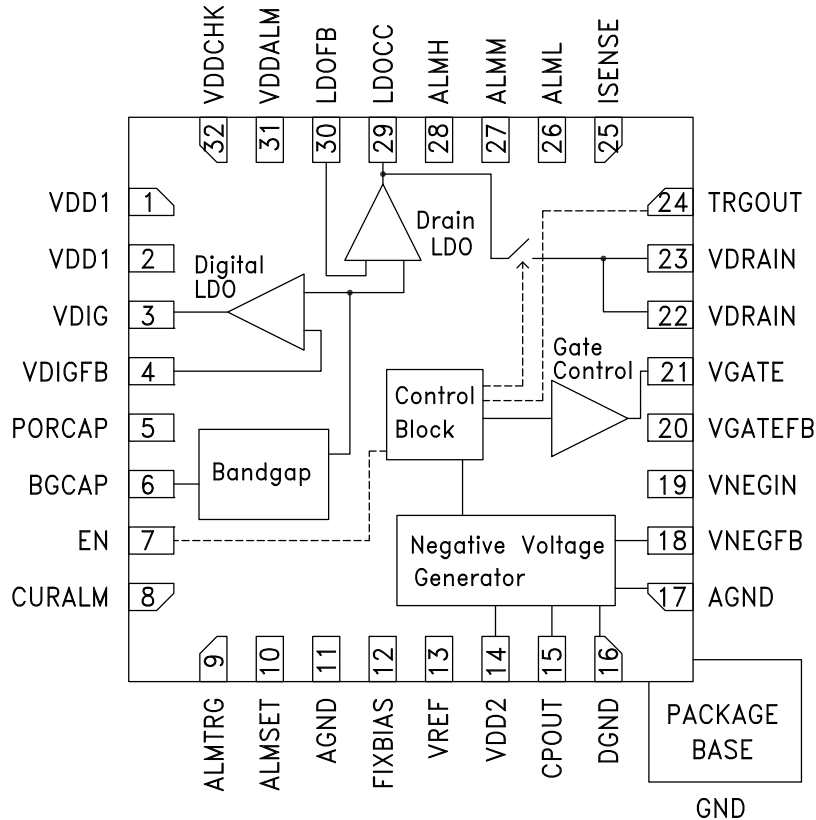 VDDCHK
VDDALM
LDOFB
LDOCC
ALMH
ALMM
ALML
ISENSE
32
31
30
29
28
27
26
25
VDD1 1
VDD1 2
VDIG 3
VDIGFB 4
PORCAP 5
BGCAP 6
EN 7
CURALM 8
Drain
LDO
Digital
LDO
Gate
Control
Control
Block
Bandgap
Negative Voltage
Generator
24 TRGOUT
23 VDRAIN
22 VDRAIN
21 VGATE
20 VGATEFB
19 VNEGIN
18 VNEGFB
17 AGND
9
10
11
12
13
14
15
16
ALMTRG
ALMSET
AGND
FIXBIAS
VREF
VDD2
CPOUT
DGND
PACKAGE
BASE
GND